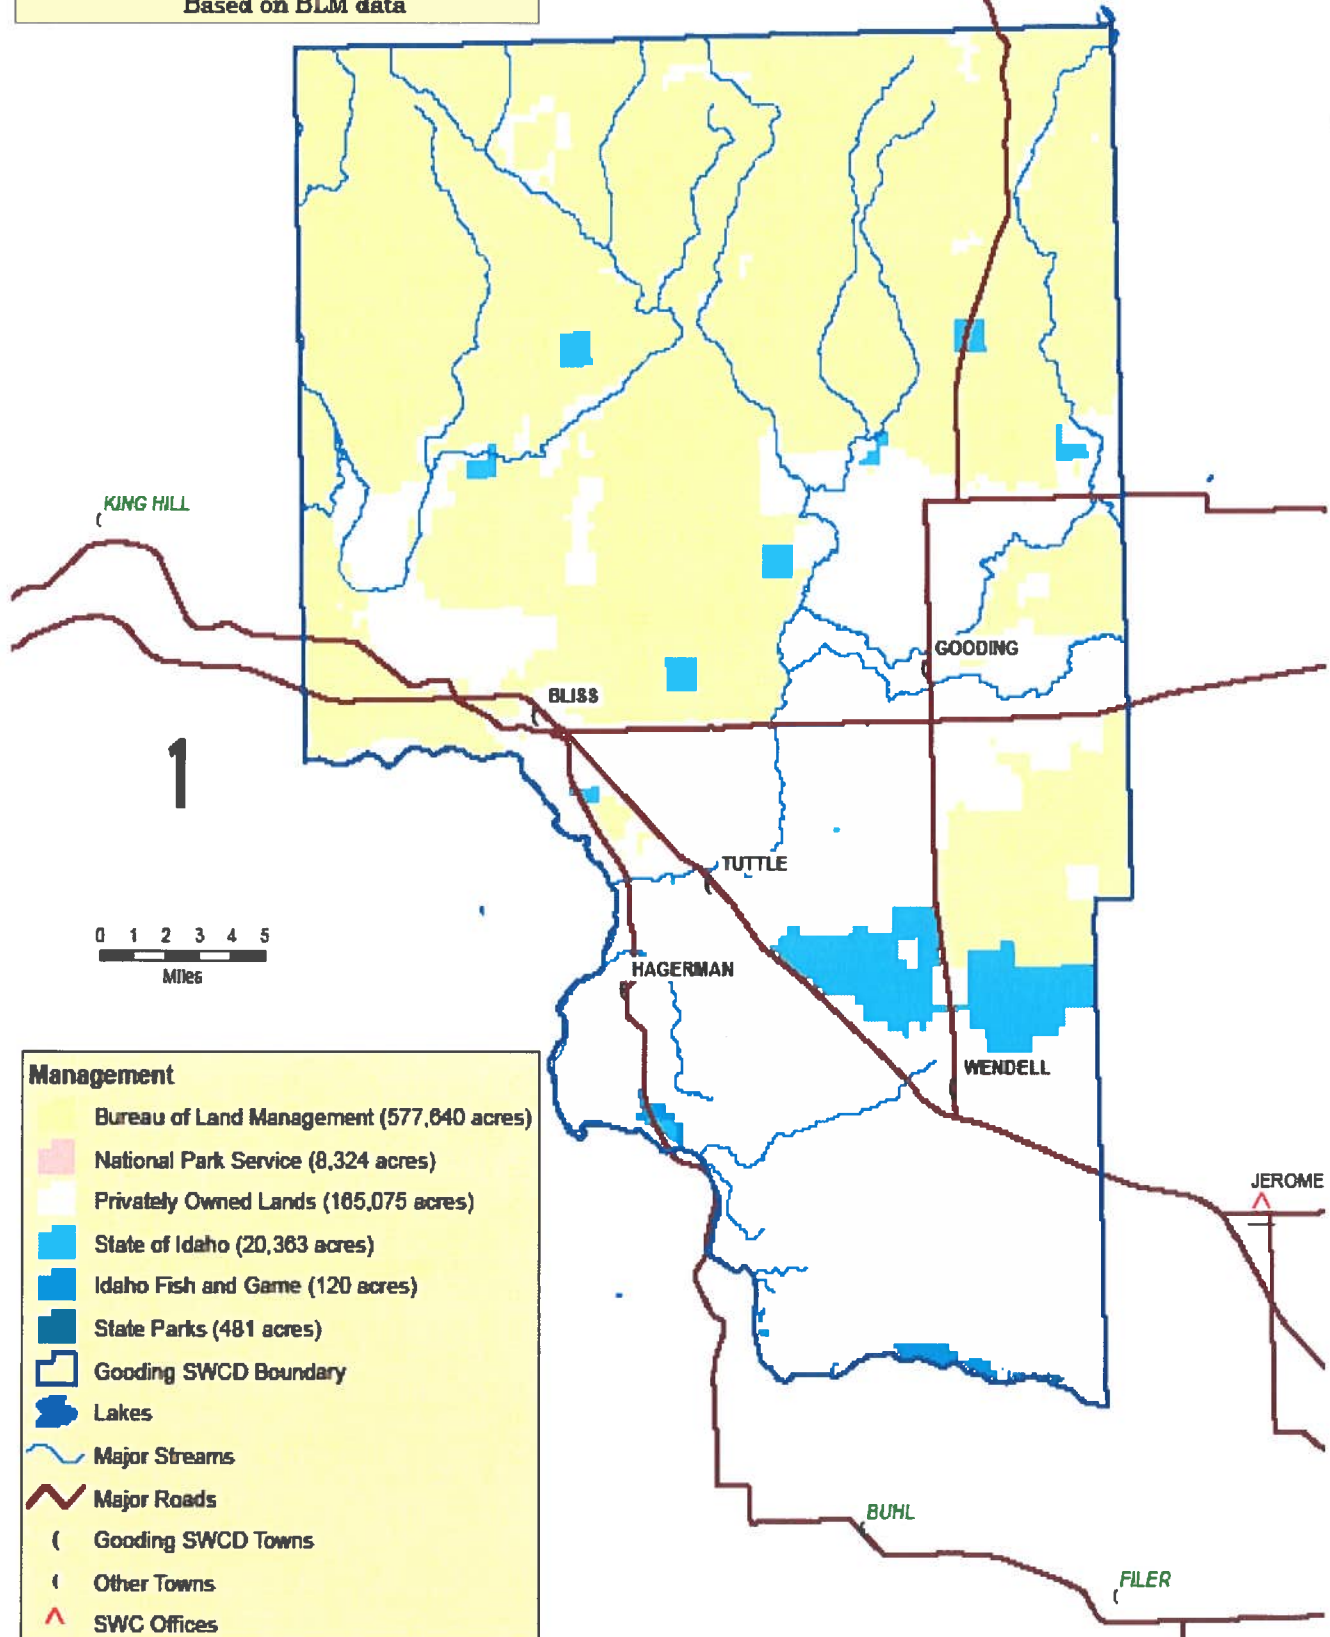 Based on BLM data
KING HILL
GOODING
BLISS
1
TUTTLE
0 1 2 3 4 5
Miles
HAGERMAN
WENDELL
Management
Bureau of Land Management (577,640 acres)
National Park Service (8,324 acres)
Privately Owned Lands (165,075 acres)
State of Idaho (20,363 acres)
Idaho Fish and Game (120 acres)
State Parks (481 acres)
Gooding SWCD Boundary
Lakes
Major Streams
Major Roads
Gooding SWCD Towns
Other Towns
SWC Offices
JEROME
BUHL
FILER